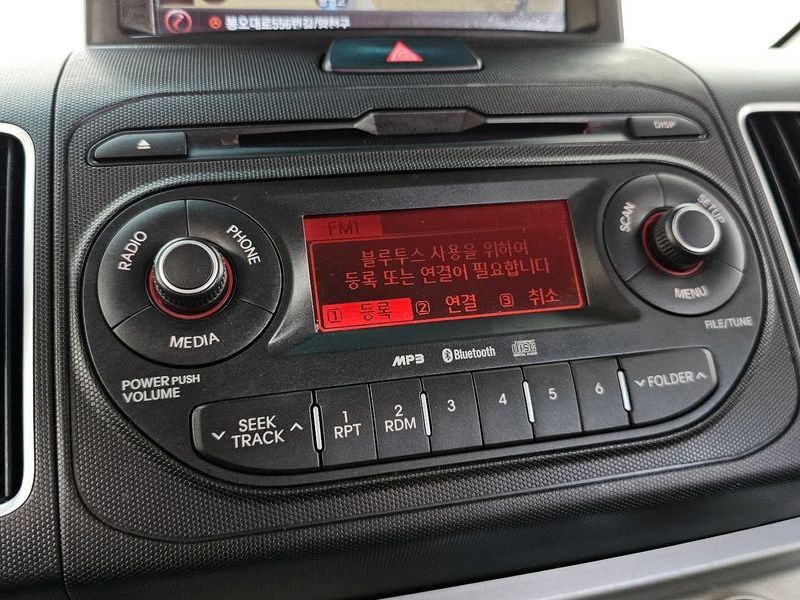 봉오대로556번길/작전구
DISP
RADIO
PHONE
MEDIA
POWER PUSH
VOLUME
FM1
블루투스 사용을 위하여
등록 또는 연결이 필요합니다
① 등록 ② 연결 ③ 취소
SCAN
SETUP
MENU
FILE/TUNE
MP3 Bluetooth
SEEK
TRACK
1
RPT
2
RDM
3
4
5
6
FOLDER